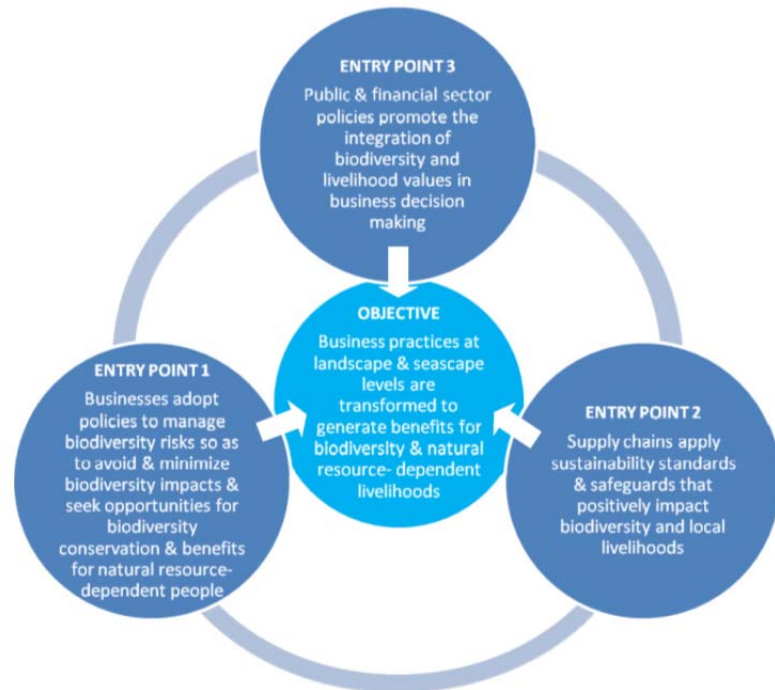 ENTRY POINT 3
Public & financial sector
policies promote the
integration of
biodiversity and
livelihood values in
business decision
making
OBJECTIVE
Business practices at
landscape & seascape
levels are
transformed to
generate benefits for
biodiversity & natural
resource- dependent
livelihoods
ENTRY POINT 1
Businesses adopt
policies to manage
biodiversity risks so as
to avoid & minimize
biodiversity impacts &
seek opportunities for
biodiversity
conservation & benefits
for natural resource-
dependent people
ENTRY POINT 2
Supply chains apply
sustainability standards
& safeguards that
positively impact
biodiversity and local
livelihoods